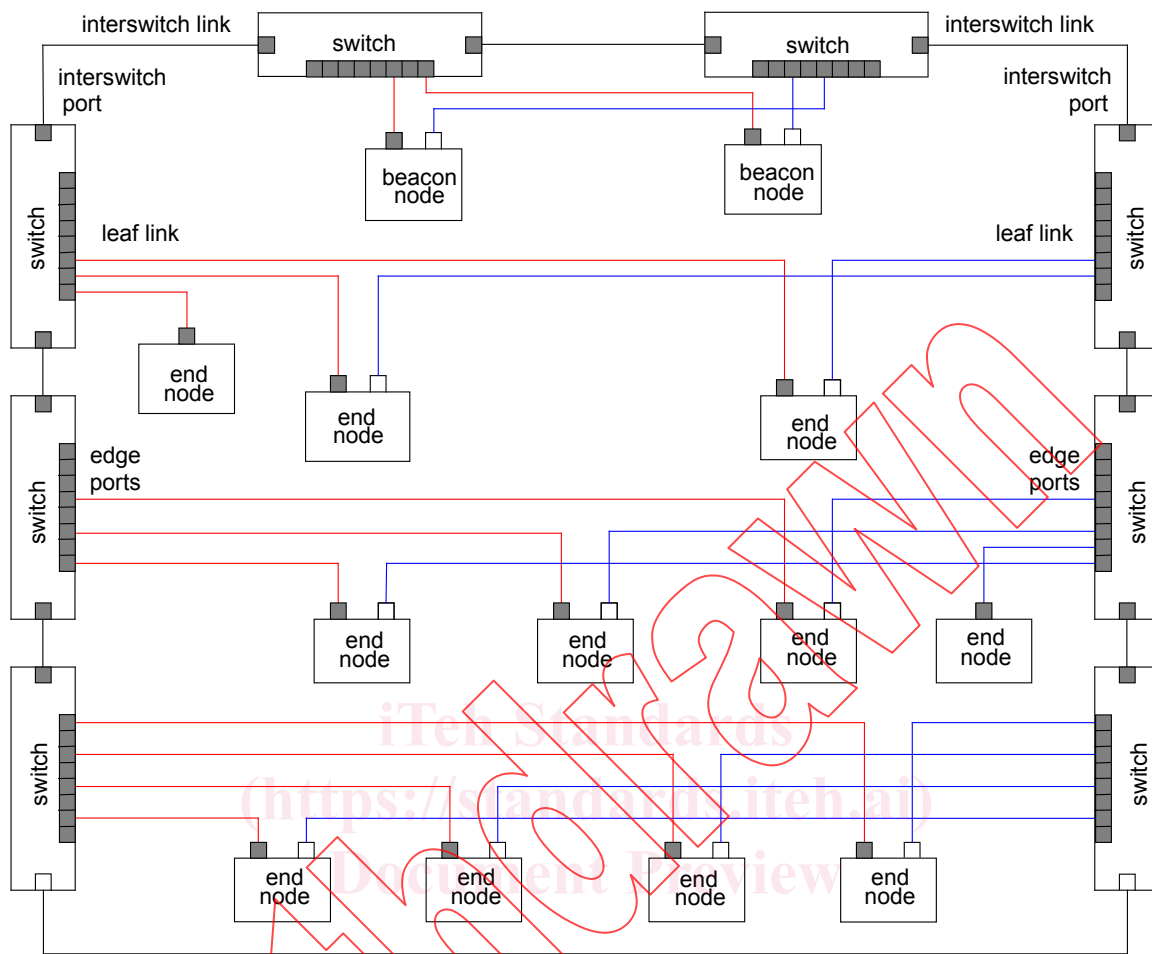 interswitch link
switch
switch
interswitch link
interswitch
port
interswitch
port
beacon
node
beacon
node
switch
leaf link
leaf link
switch
end
node
end
node
end
node
switch
edge
ports
edge
ports
switch
end
node
end
node
end
node
end
node
switch
switch
iTeh Standards
(https://standards.iteh.ai)
Document Preview
end
node
end
node
end
node
end
node